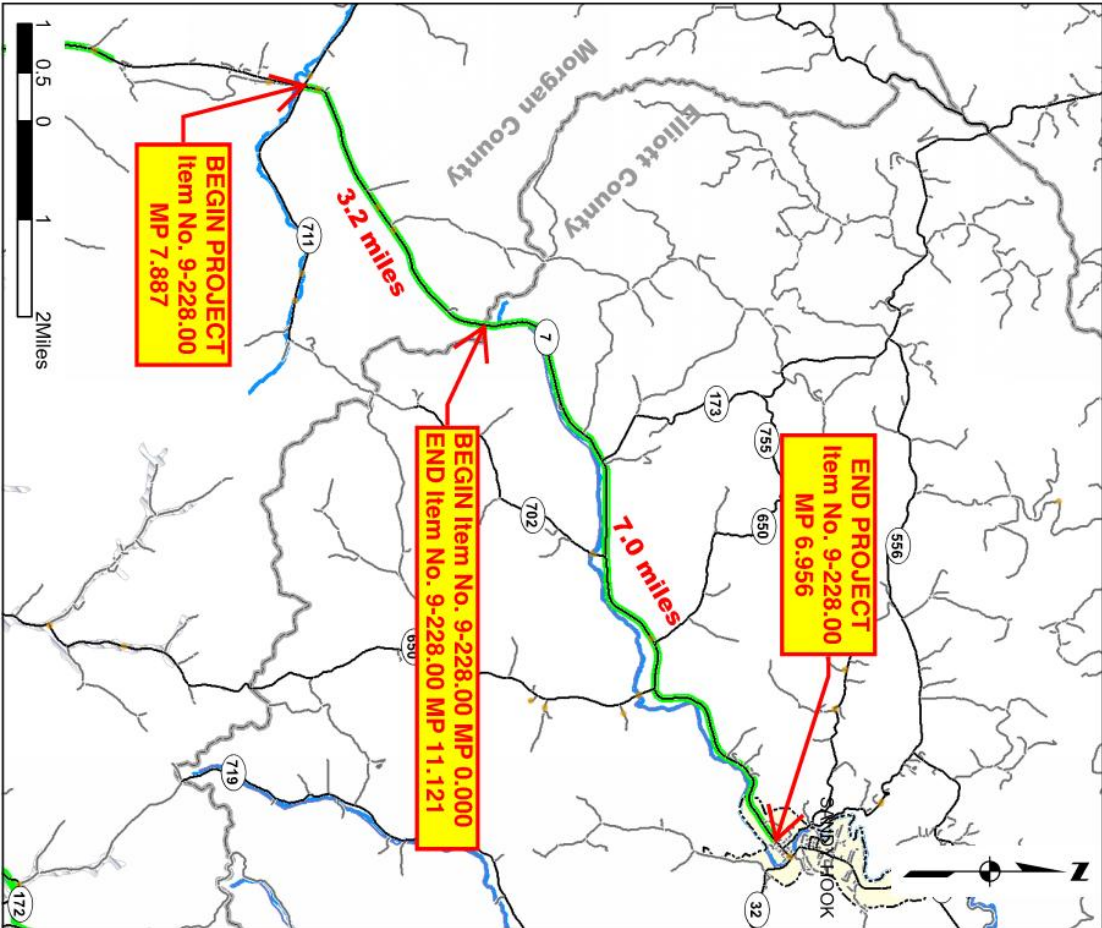 1 0.5 0 1 2Miles
Morgan County
Elliott County
BEGIN PROJECT
Item No. 9-228.00
MP 7.887
3.2 miles
711
7
BEGIN Item No. 9-228.00 MP 0.000
END Item No. 9-228.00 MP 11.121
7.0 miles
173
755
650
702
556
END PROJECT
Item No. 9-228.00
MP 6.956
650
719
SANDY HOOK
32
172
N